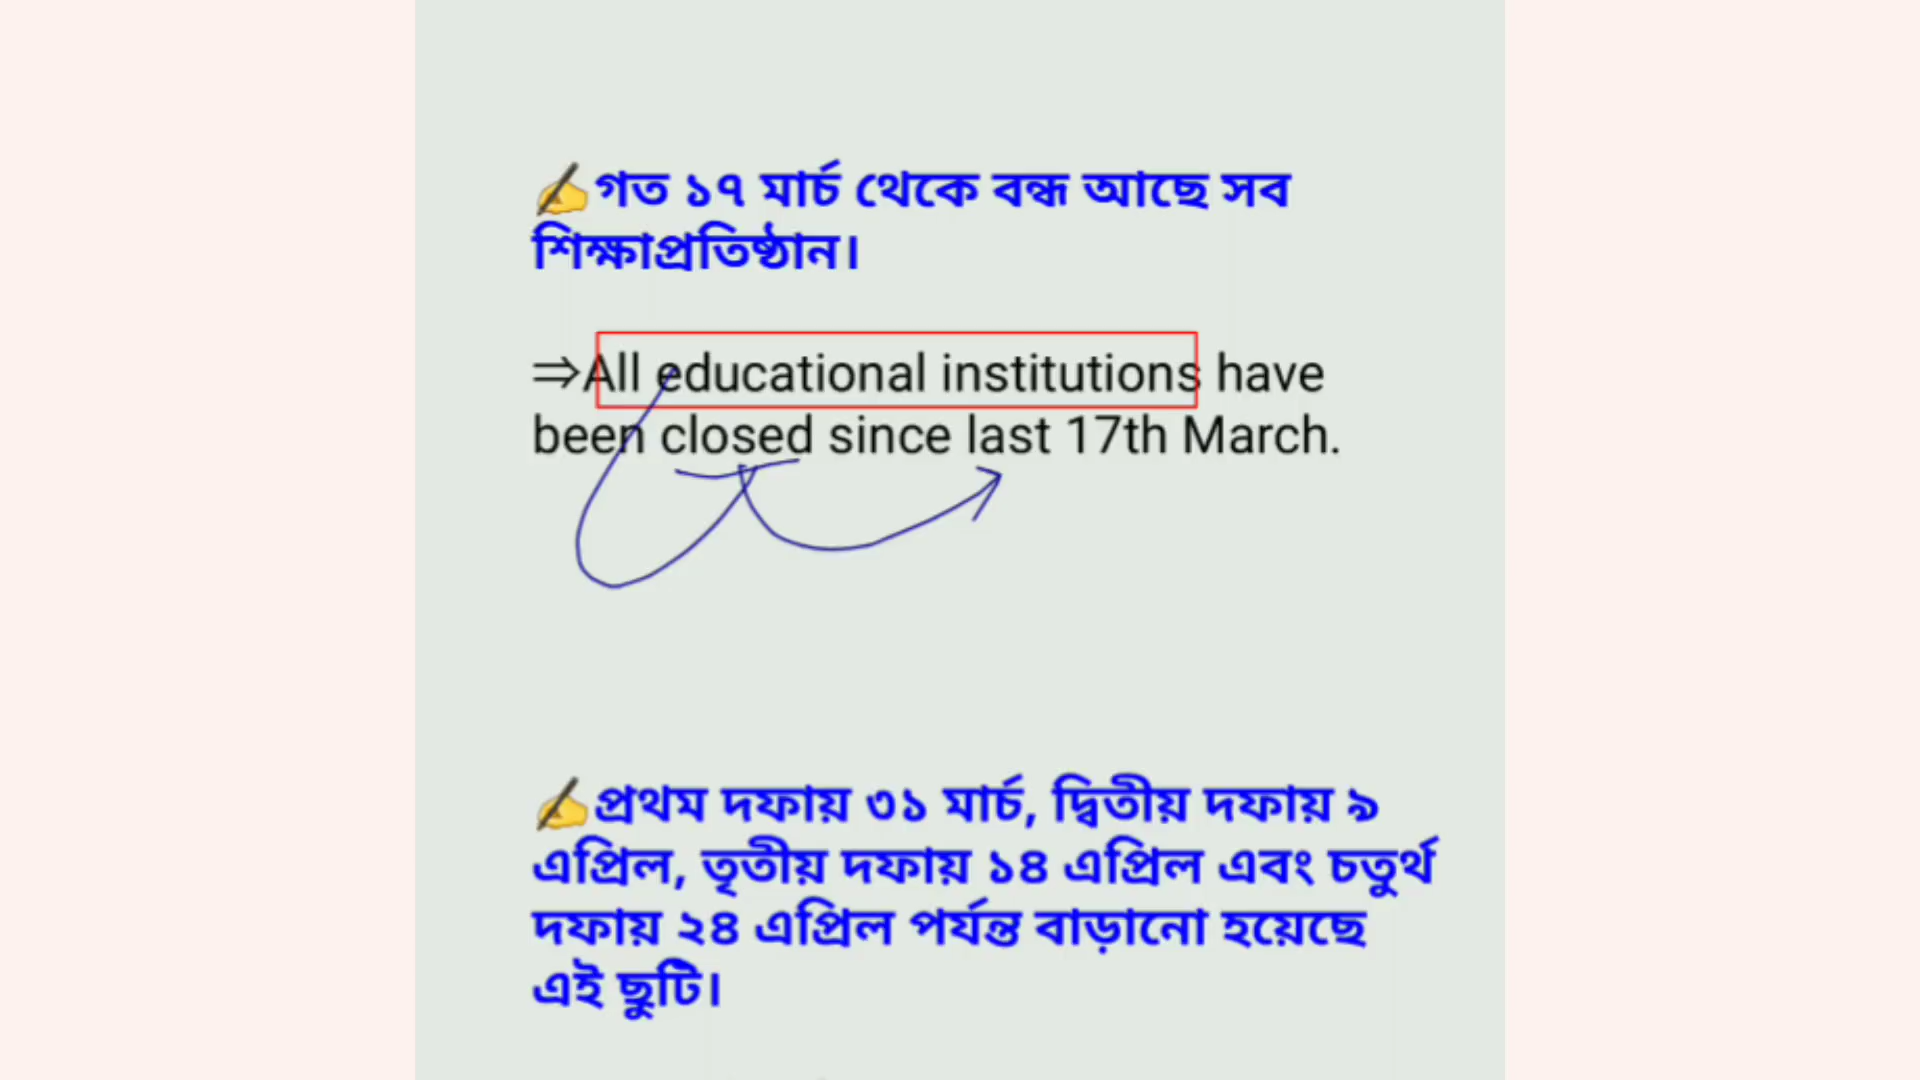 ✍গত ১৭ মার্চ থেকে বন্ধ আছে সব
শিক্ষাপ্রতিষ্ঠান।
⇒All educational institutions have
been closed since last 17th March.
✍প্রথম দফায় ৩১ মার্চ, দ্বিতীয় দফায় ৯
এপ্রিল, তৃতীয় দফায় ১৪ এপ্রিল এবং চতুর্থ
দফায় ২৪ এপ্রিল পর্যন্ত বাড়ানো হয়েছে
এই ছুটি।